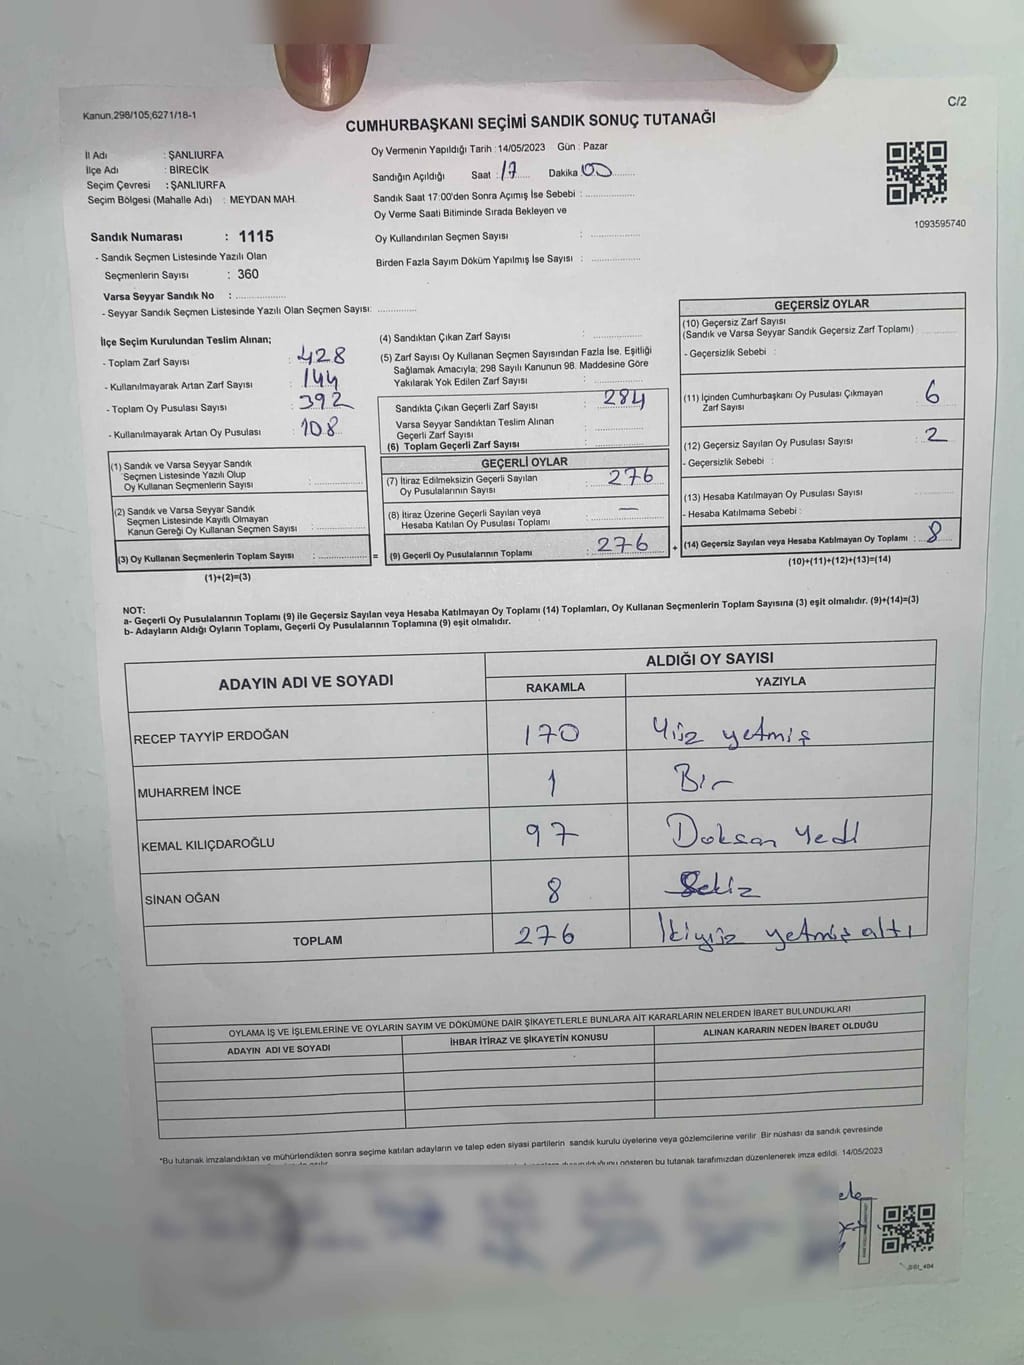 Kanun,298/105;6271/18-1
C/2
CUMHURBAŞKANI SEÇİMİ SANDIK SONUÇ TUTANAĞI
İl Adı : ŞANLIURFA
İlçe Adı : BİRECİK
Seçim Çevresi : ŞANLIURFA
Seçim Bölgesi (Mahalle Adı) : MEYDAN MAH.
Oy Vermenin Yapıldığı Tarih :14/05/2023 Gün : Pazar
Sandığın Açıldığı Saat : 17 Dakika 00
Sandık Saat 17:00'den Sonra Açımış İse Sebebi :
Oy Verme Saati Bitiminde Sırada Bekleyen ve
Oy Kullandırılan Seçmen Sayısı :
Birden Fazla Sayım Döküm Yapılmış İse Sayısı :
1093595740
Sandık Numarası : 1115
- Sandık Seçmen Listesinde Yazılı Olan
Seçmenlerin Sayısı : 360
Varsa Seyyar Sandık No :
- Seyyar Sandık Seçmen Listesinde Yazılı Olan Seçmen Sayısı:
İlçe Seçim Kurulundan Teslim Alınan;
- Toplam Zarf Sayısı : 428
- Kullanılmayarak Artan Zarf Sayısı : 144
- Toplam Oy Pusulası Sayısı : 392
- Kullanılmayarak Artan Oy Pusulası : 108
(1) Sandık ve Varsa Seyyar Sandık
Seçmen Listesinde Yazılı Olup
Oy Kullanan Seçmenlerin Sayısı :
(2) Sandık ve Varsa Seyyar Sandık
Seçmen Listesinde Kayıtlı Olmayan
Kanun Gereği Oy Kullanan Seçmen Sayısı :
(3) Oy Kullanan Seçmenlerin Toplam Sayısı : =
(1)+(2)=(3)
(4) Sandıktan Çıkan Zarf Sayısı :
(5) Zarf Sayısı Oy Kullanan Seçmen Sayısından Fazla İse, Eşitliği
Sağlamak Amacıyla; 298 Sayılı Kanunun 98. Maddesine Göre
Yakılarak Yok Edilen Zarf Sayısı :
Sandıkta Çıkan Geçerli Zarf Sayısı : 284
Varsa Seyyar Sandıktan Teslim Alınan
Geçerli Zarf Sayısı :
(6) Toplam Geçerli Zarf Sayısı :
GEÇERLİ OYLAR
(7) İtiraz Edilmeksizin Geçerli Sayılan
Oy Pusulalarının Sayısı : 276
(8) İtiraz Üzerine Geçerli Sayılan veya
Hesaba Katılan Oy Pusulası Toplamı : —
(9) Geçerli Oy Pusulalarının Toplamı : 276 +
GEÇERSİZ OYLAR
(10) Geçersiz Zarf Sayısı
(Sandık ve Varsa Seyyar Sandık Geçersiz Zarf Toplamı) :
- Geçersizlik Sebebi :
(11) İçinden Cumhurbaşkanı Oy Pusulası Çıkmayan
Zarf Sayısı : 6
(12) Geçersiz Sayılan Oy Pusulası Sayısı : 2
- Geçersizlik Sebebi :
(13) Hesaba Katılmayan Oy Pusulası Sayısı
- Hesaba Katılmama Sebebi :
(14) Geçersiz Sayılan veya Hesaba Katılmayan Oy Toplamı : 8
(10)+(11)+(12)+(13)=(14)
NOT:
a- Geçerli Oy Pusulalarının Toplamı (9) ile Geçersiz Sayılan veya Hesaba Katılmayan Oy Toplamı (14) Toplamları, Oy Kullanan Seçmenlerin Toplam Sayısına (3) eşit olmalıdır. (9)+(14)=(3)
b- Adayların Aldığı Oyların Toplamı, Geçerli Oy Pusulalarının Toplamına (9) eşit olmalıdır.
ADAYIN ADI VE SOYADI
ALDIĞI OY SAYISI
RAKAMLA YAZIYLA
RECEP TAYYİP ERDOĞAN 170 Yüz yetmiş
MUHARREM İNCE 1 Bir
KEMAL KILIÇDAROĞLU 97 Doksan Yedi
SİNAN OĞAN 8 Sekiz
TOPLAM 276 İkiyüz yetmiş altı
OYLAMA İŞ VE İŞLEMLERİNE VE OYLARIN SAYIM VE DÖKÜMÜNE DAİR ŞİKAYETLERLE BUNLARA AİT KARARLARIN NELERDEN İBARET BULUNDUKLARI
ADAYIN ADI VE SOYADI İHBAR İTİRAZ VE ŞİKAYETİN KONUSU ALINAN KARARIN NEDEN İBARET OLDUĞU
*Bu tutanak imzalandıktan ve mühürlendikten sonra seçime katılan adayların ve talep eden siyasi partilerin sandık kurulu üyelerine veya gözlemcilerine verilir. Bir nüshası da sandık çevresinde
gösteren bu tutanak tarafımızdan düzenlenerek imza edildi. 14/05/2023